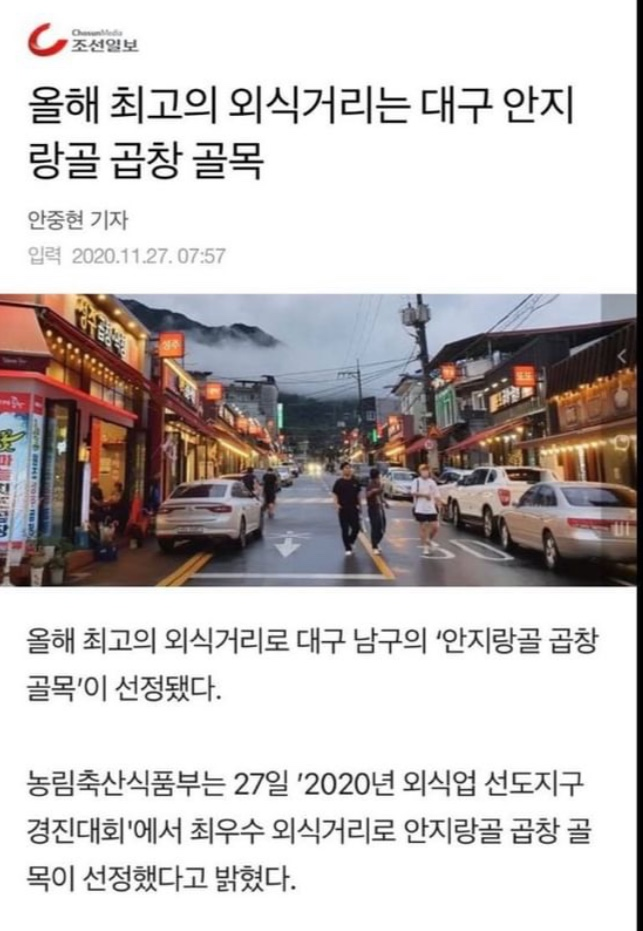 ChosunMedia
조선일보
올해 최고의 외식거리는 대구 안지
랑골 곱창 골목
안중현 기자
입력 2020.11.27. 07:57
30
올해 최고의 외식거리로 대구 남구의 ‘안지랑골 곱창
골목’이 선정됐다.
농림축산식품부는 27일 '2020년 외식업 선도지구
경진대회'에서 최우수 외식거리로 안지랑골 곱창 골
목이 선정했다고 밝혔다.